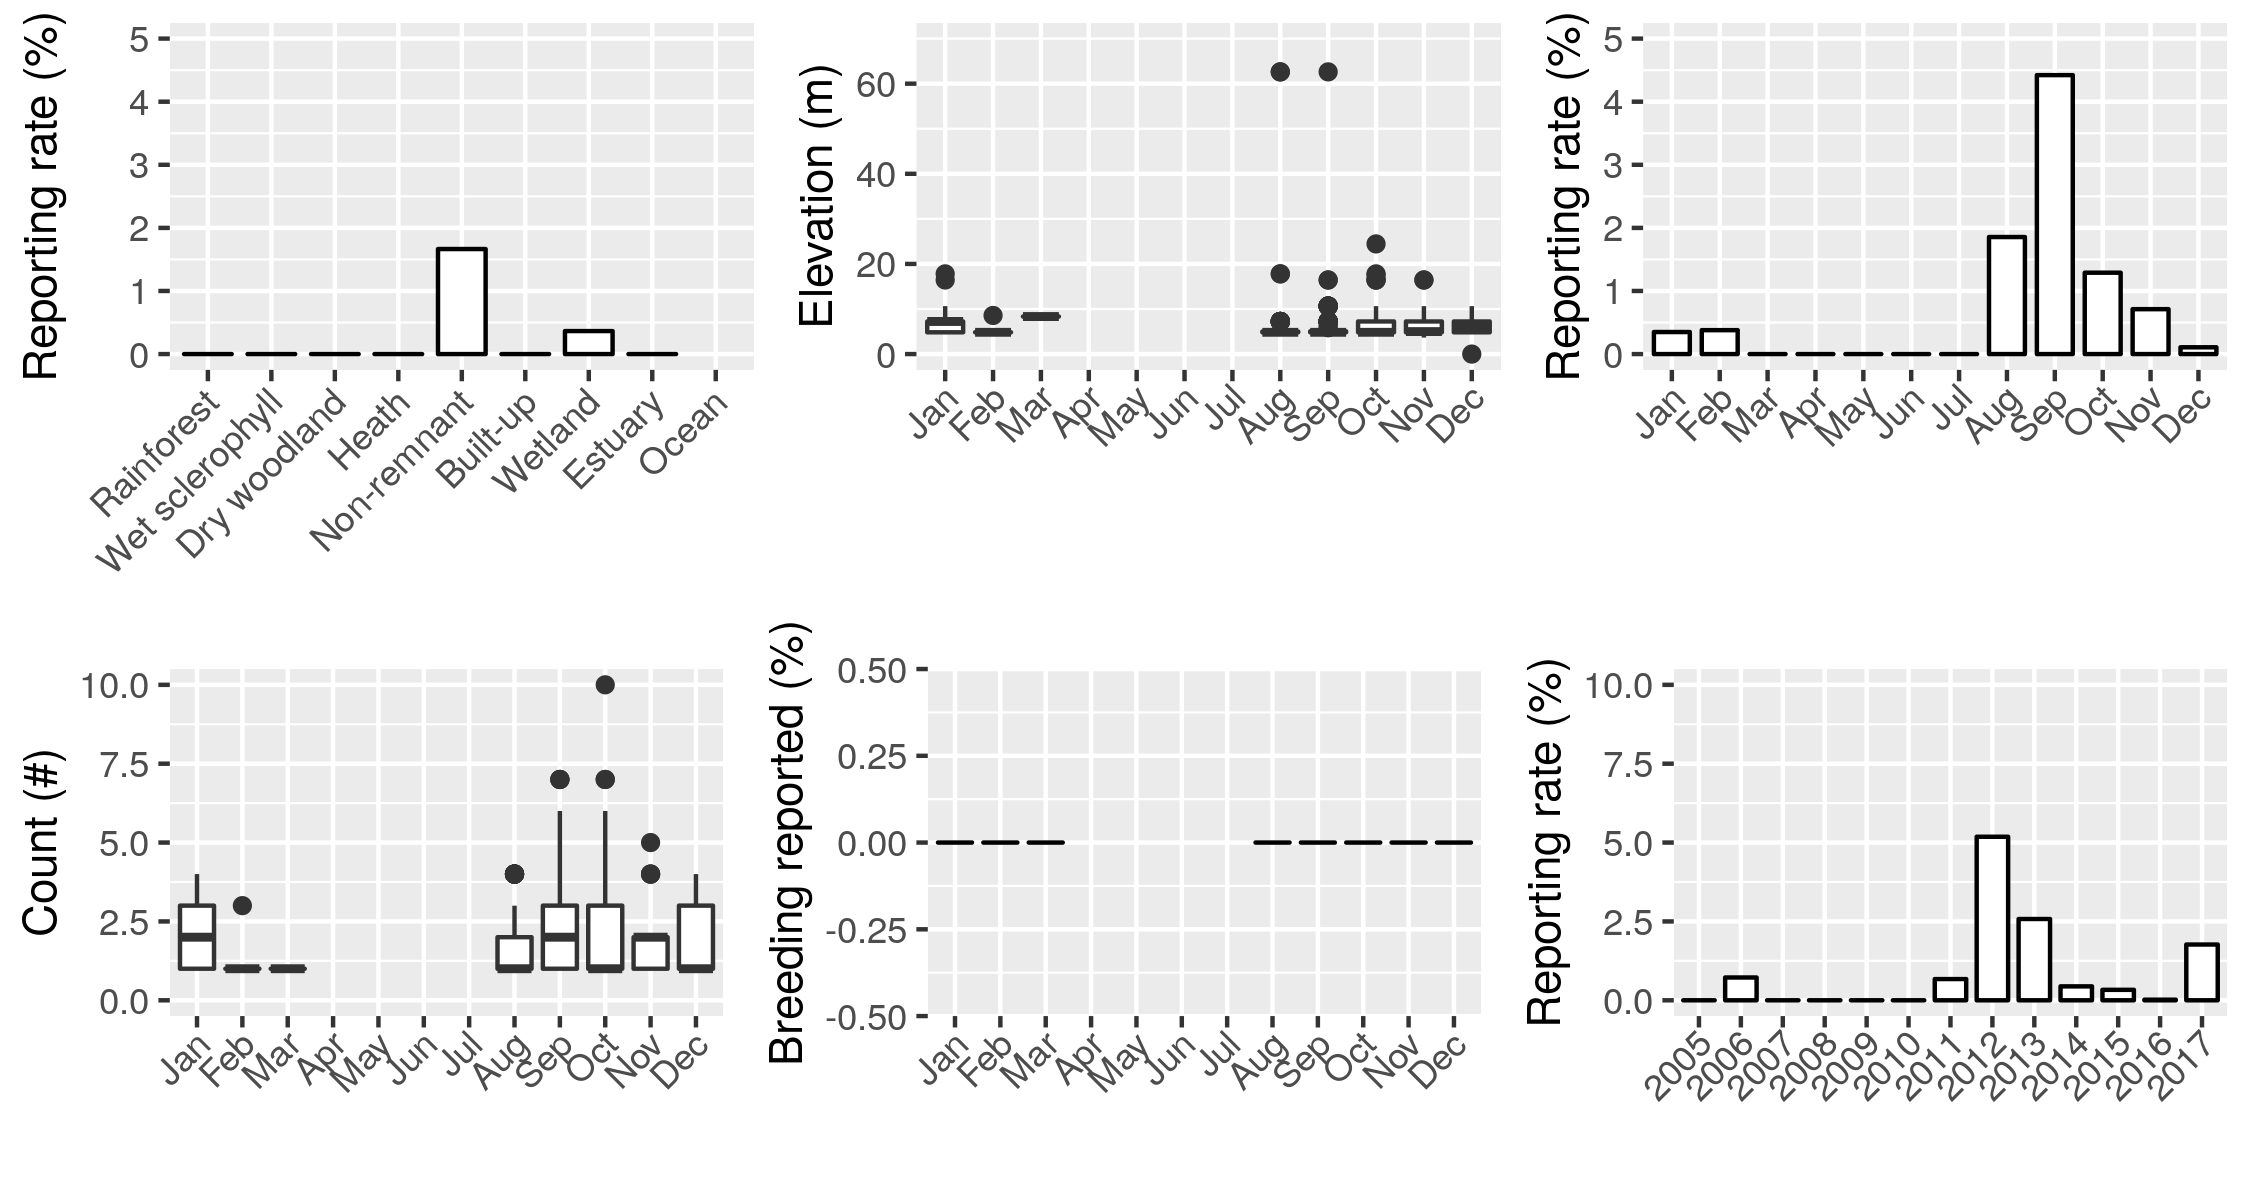 Reporting rate (%)
5
4
3
2
1
0
Rainforest
Wet sclerophyll
Dry woodland
Heath
Non-remnant
Built-up
Wetland
Estuary
Ocean
Elevation (m)
60
40
20
0
Jan
Feb
Mar
Apr
May
Jun
Jul
Aug
Sep
Oct
Nov
Dec
Reporting rate (%)
5
4
3
2
1
0
Jan
Feb
Mar
Apr
May
Jun
Jul
Aug
Sep
Oct
Nov
Dec
Count (#)
10.0
7.5
5.0
2.5
0.0
Jan
Feb
Mar
Apr
May
Jun
Jul
Aug
Sep
Oct
Nov
Dec
Breeding reported (%)
0.50
0.25
0.00
-0.25
-0.50
Jan
Feb
Mar
Apr
May
Jun
Jul
Aug
Sep
Oct
Nov
Dec
Reporting rate (%)
10.0
7.5
5.0
2.5
0.0
2005
2006
2007
2008
2009
2010
2011
2012
2013
2014
2015
2016
2017